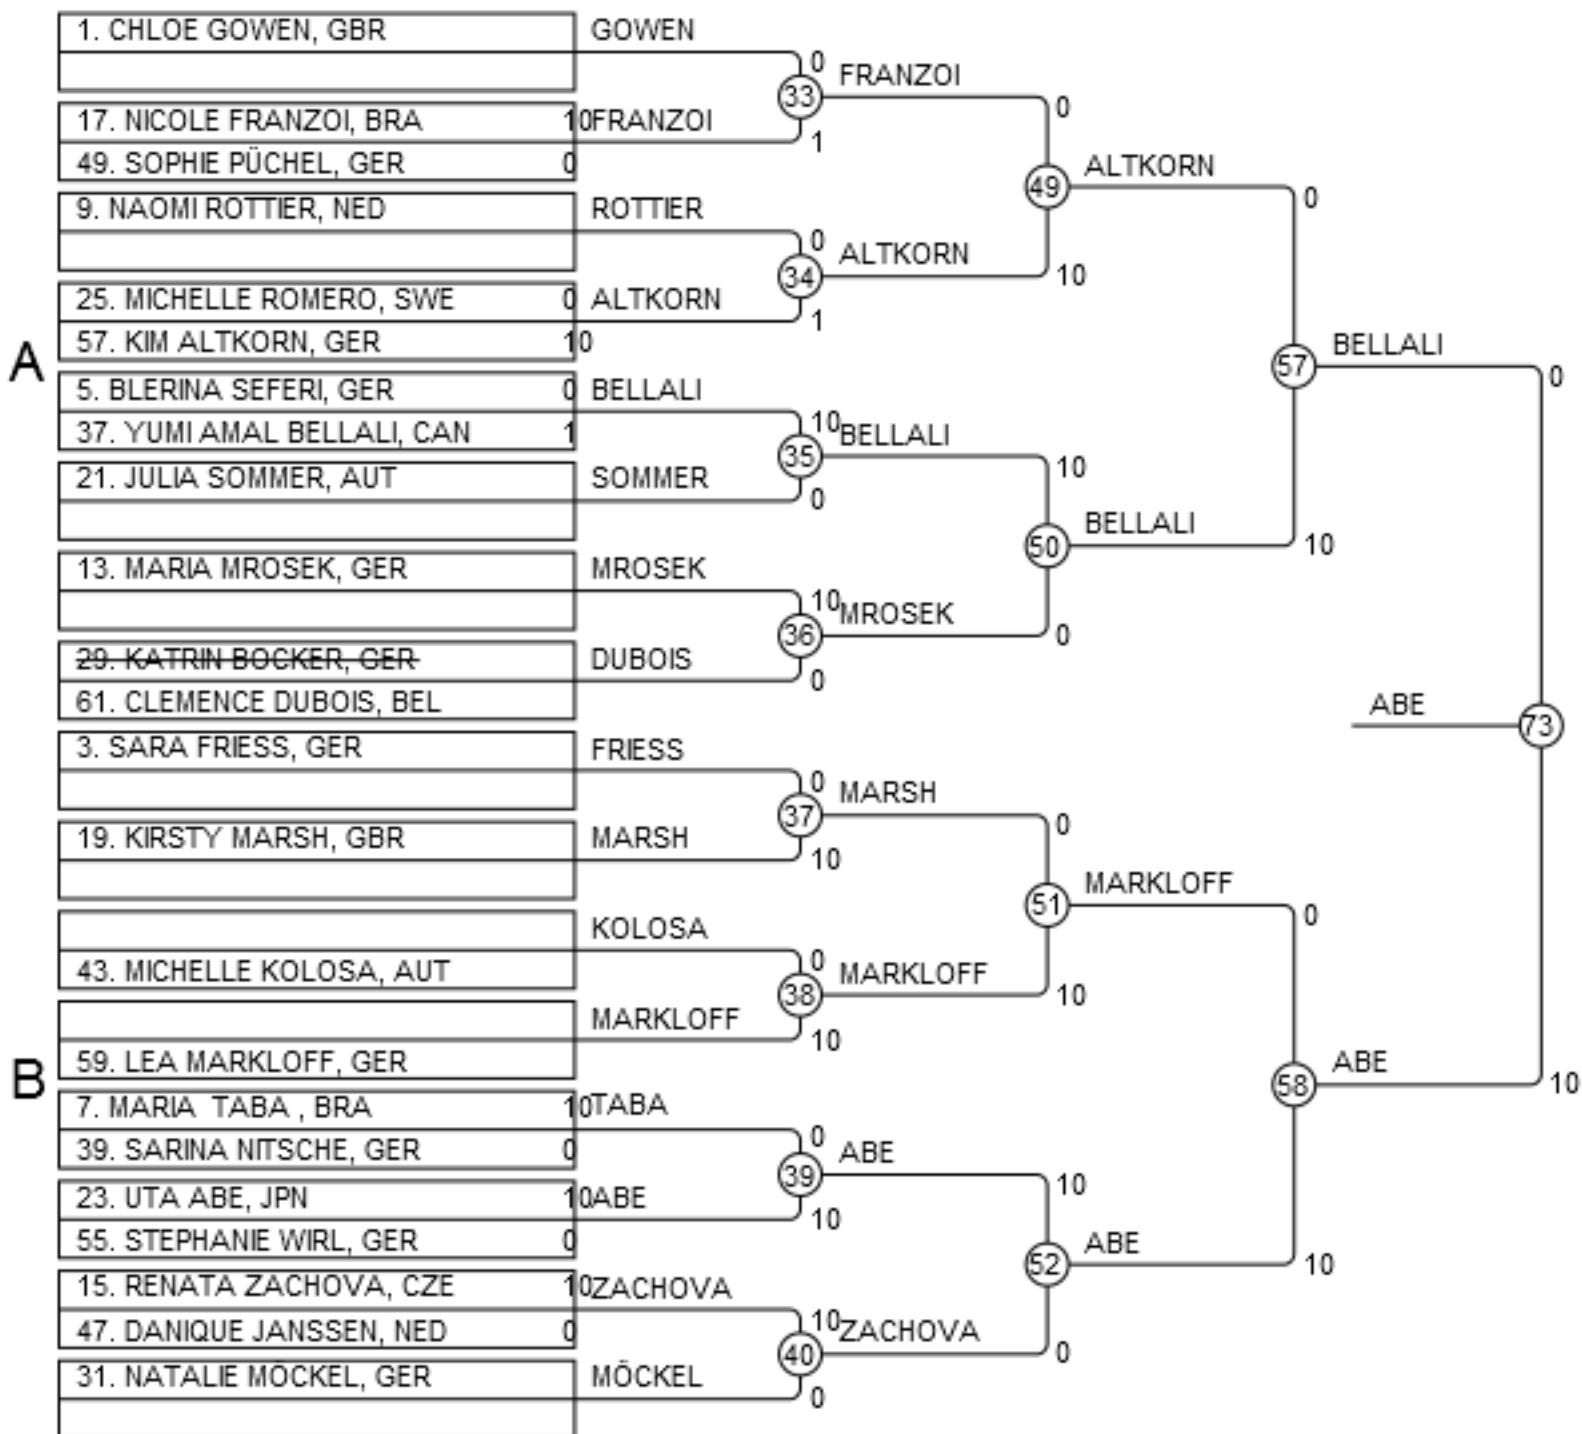 1. CHLOE GOWEN, GBR GOWEN
0
FRANZOI
33
0
17. NICOLE FRANZOI, BRA 10 FRANZOI
1
49. SOPHIE PÜCHEL, GER 0
49 ALTKORN
0
9. NAOMI ROTTIER, NED ROTTIER
0
ALTKORN
34
10
25. MICHELLE ROMERO, SWE 0 ALTKORN
1
57. KIM ALTKORN, GER 10
A
57 BELLALI
0
5. BLERINA SEFERI, GER 0 BELLALI
10
37. YUMI AMAL BELLALI, CAN 1
BELLALI
35
10
21. JULIA SOMMER, AUT SOMMER
0
50 BELLALI
10
13. MARIA MROSEK, GER MROSEK
10
MROSEK
36
0
29. KATRIN BOCKER, GER DUBOIS
0
61. CLEMENCE DUBOIS, BEL
ABE 73
3. SARA FRIESS, GER FRIESS
0
MARSH
37
0
19. KIRSTY MARSH, GBR MARSH
10
51 MARKLOFF
0
KOLOSA
0
43. MICHELLE KOLOSA, AUT
MARKLOFF
38
10
MARKLOFF
10
59. LEA MARKLOFF, GER
B
58 ABE
10
7. MARIA TABA , BRA 10 TABA
0
39. SARINA NITSCHE, GER 0
ABE
39
10
23. UTA ABE, JPN 10 ABE
10
55. STEPHANIE WIRL, GER 0
52 ABE
10
15. RENATA ZACHOVA, CZE 10 ZACHOVA
10
47. DANIQUE JANSSEN, NED 0
ZACHOVA
40
0
31. NATALIE MÖCKEL, GER MÖCKEL
0